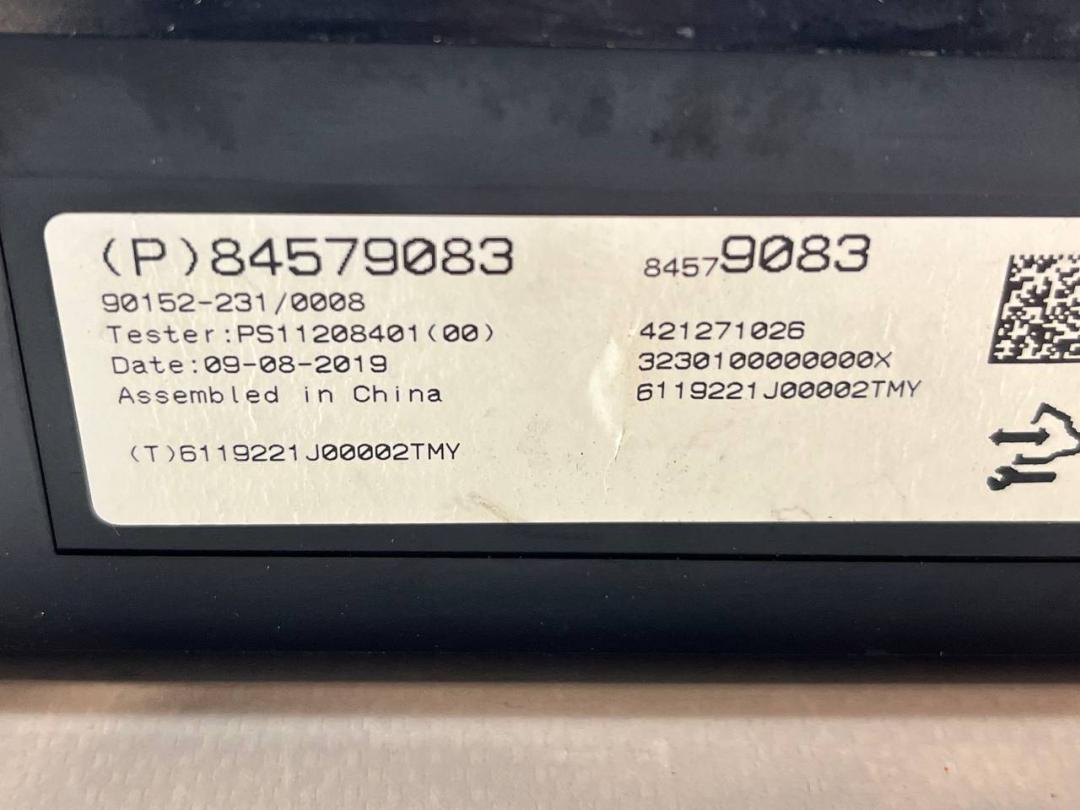 (P)84579083
90152-231/0008
Tester:PS11208401(00)
Date:09-08-2019
Assembled in China
(T)6119221J00002TMY
84579083
421271026
3230100000000X
6119221J00002TMY